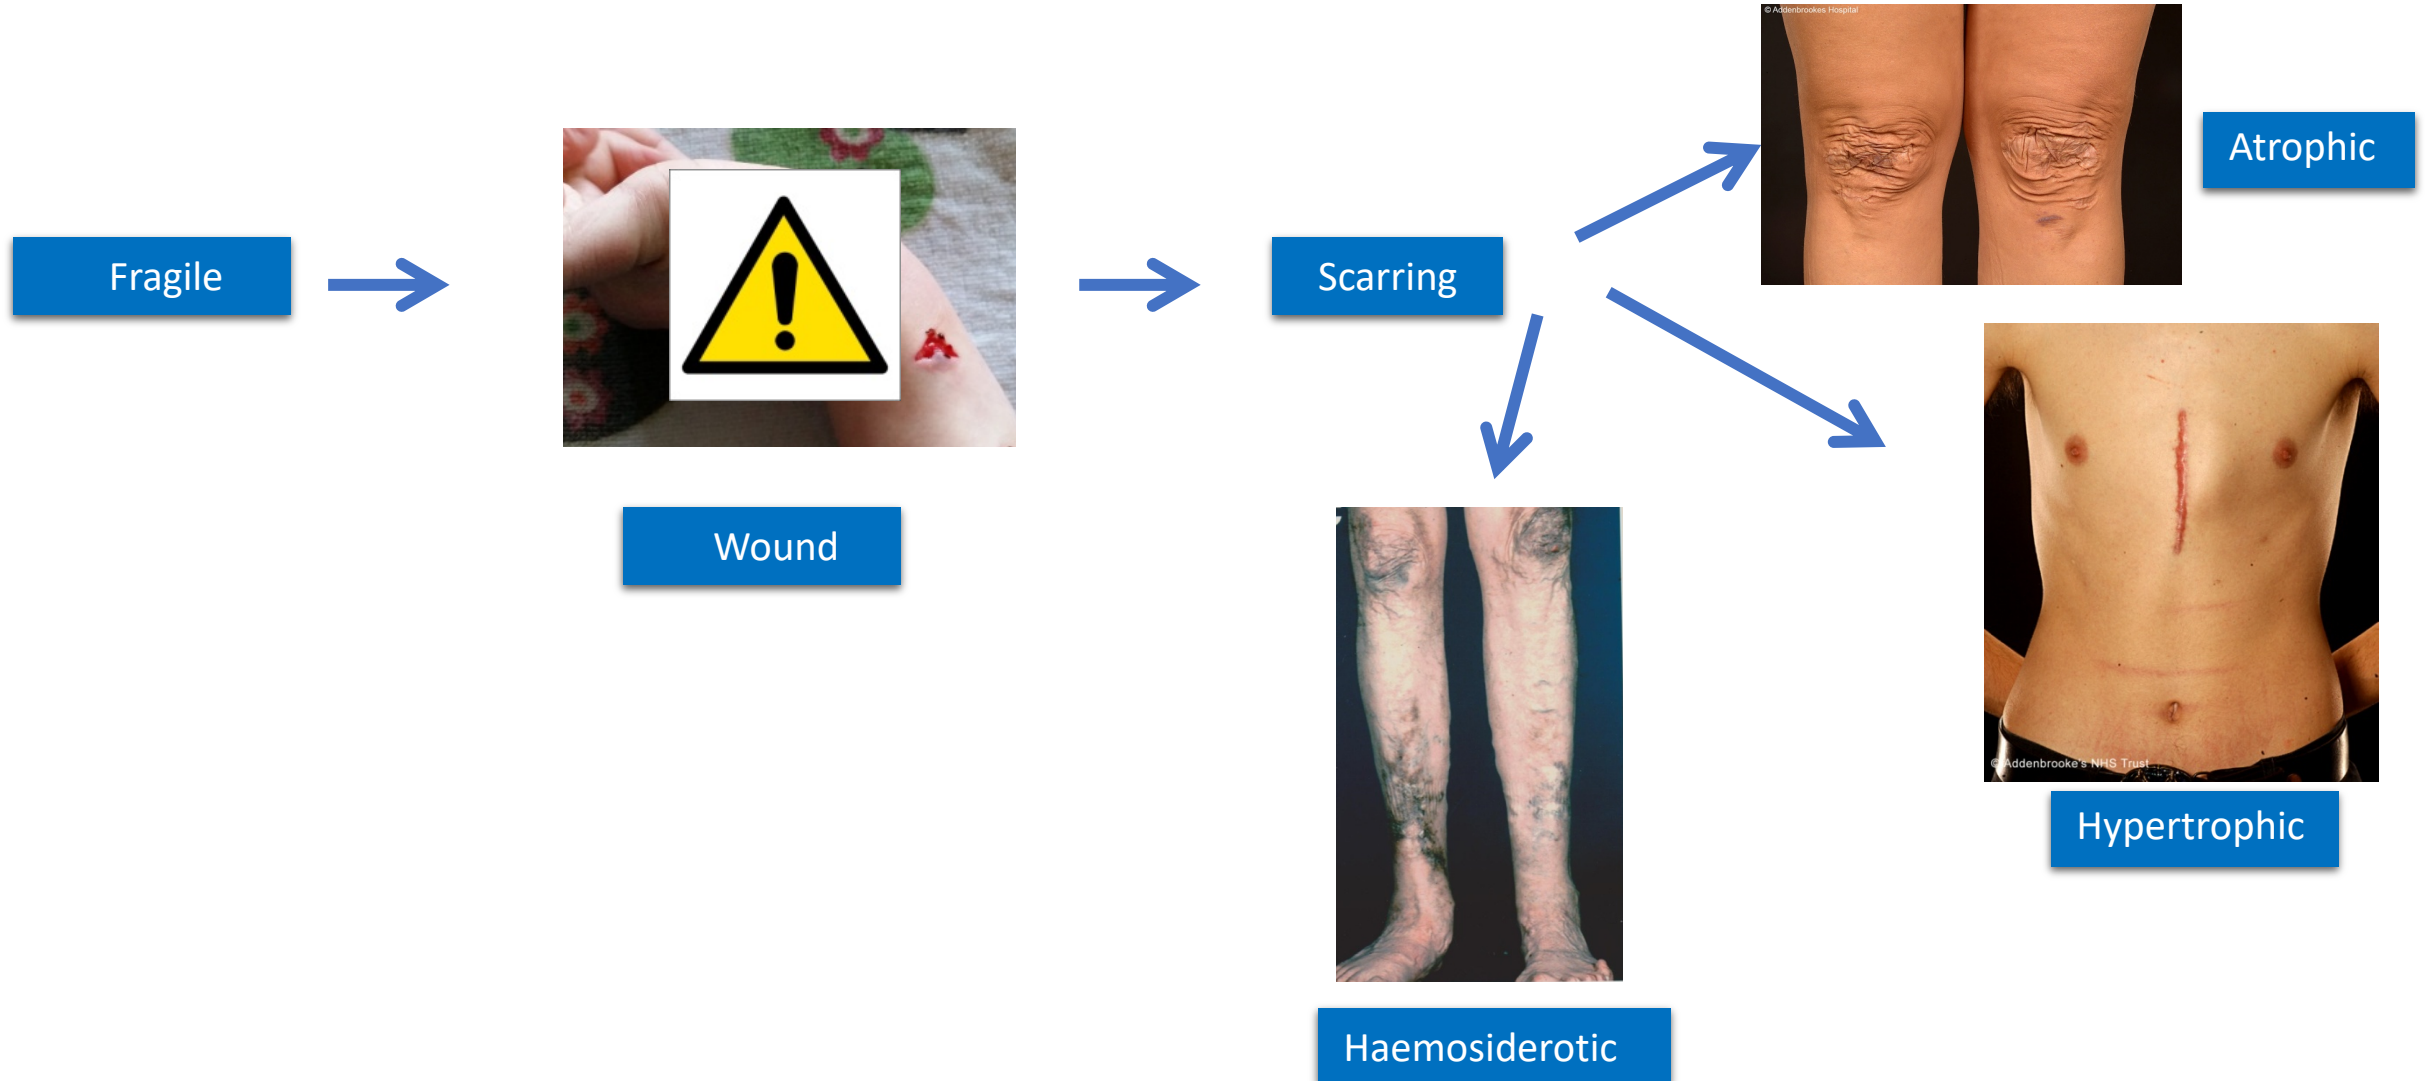 © Addenbrookes Hospital
Atrophic
Fragile
Scarring
Wound
© Addenbrooke's NHS Trust
Hypertrophic
Haemosiderotic